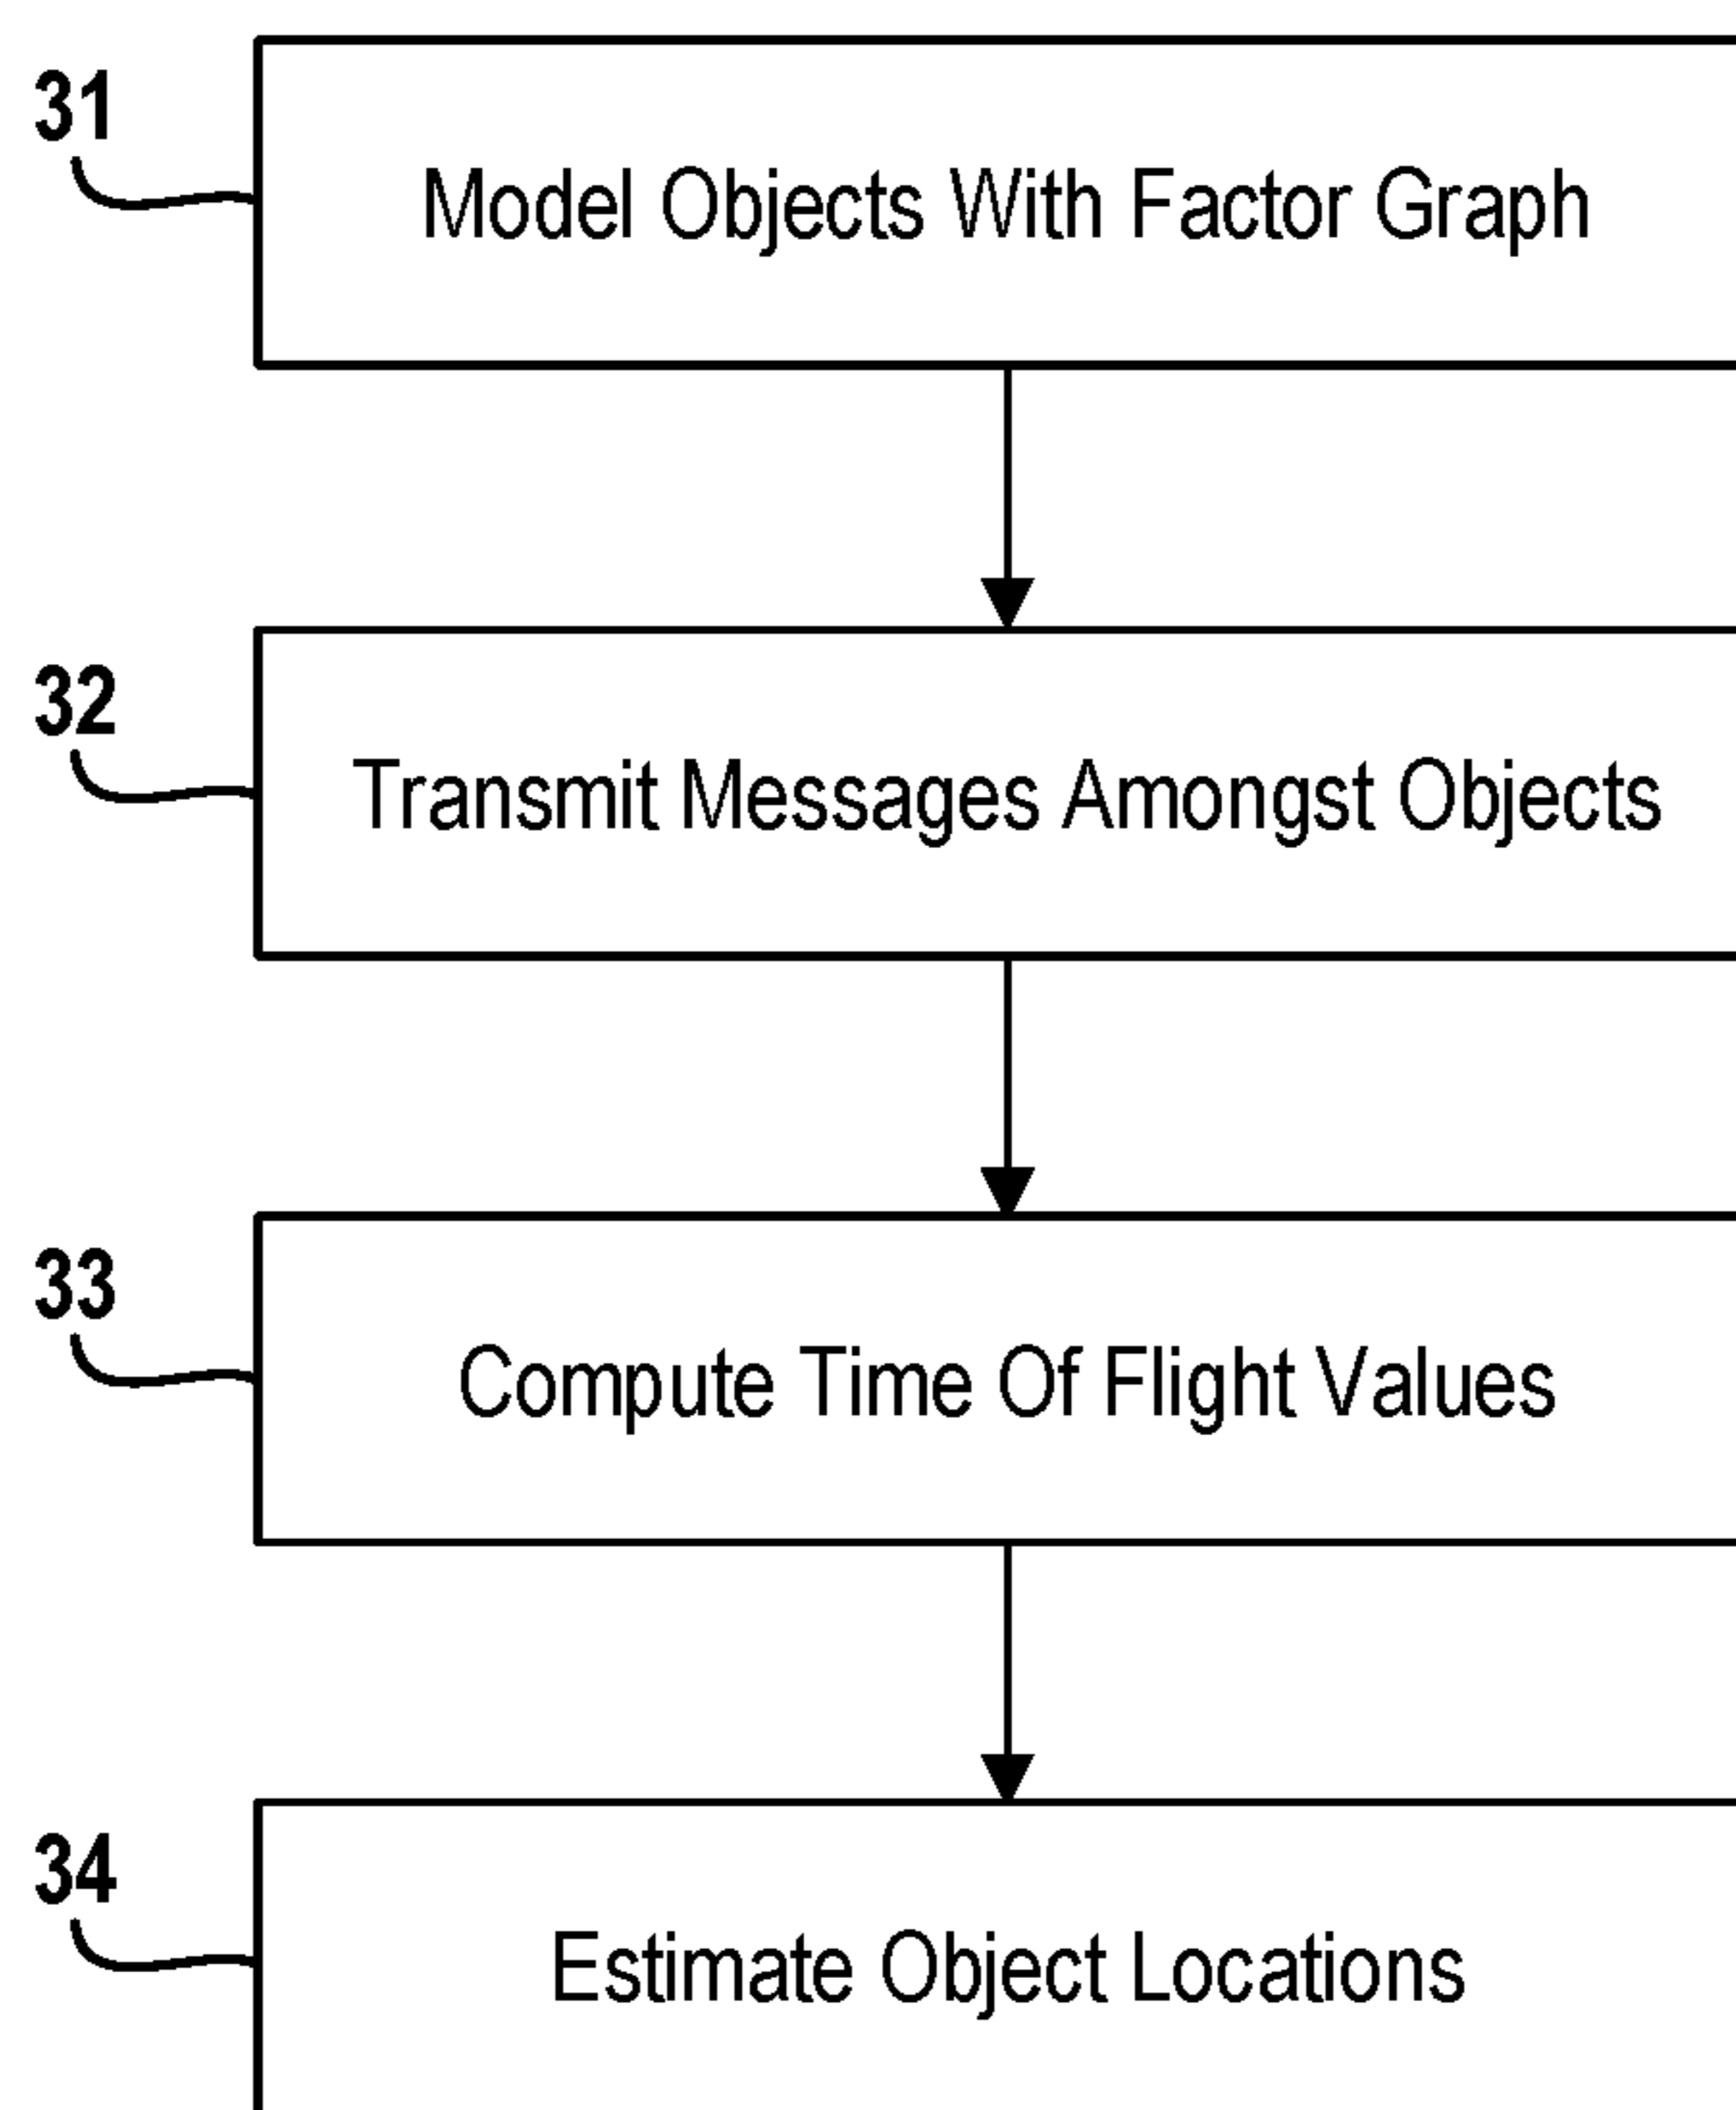 31
Model Objects With Factor Graph
32
Transmit Messages Amongst Objects
33
Compute Time Of Flight Values
34
Estimate Object Locations